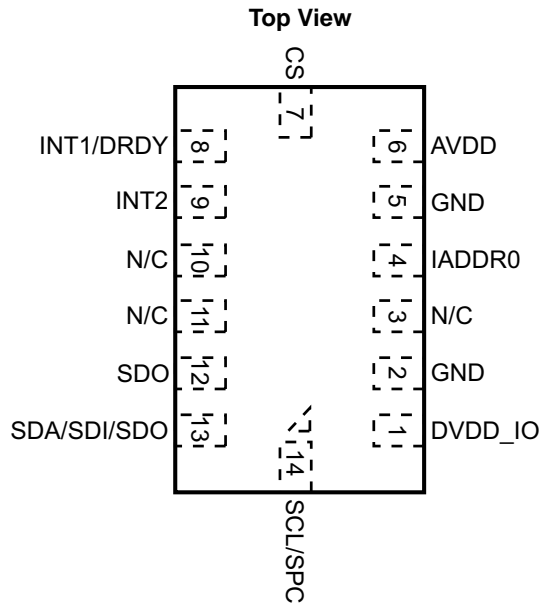 Top View
CS
7
INT1/DRDY 8 6 AVDD
INT2 9 5 GND
N/C 10 4 IADDR0
N/C 11 3 N/C
SDO 12 2 GND
SDA/SDI/SDO 13 1 DVDD_IO
14
SCL/SPC